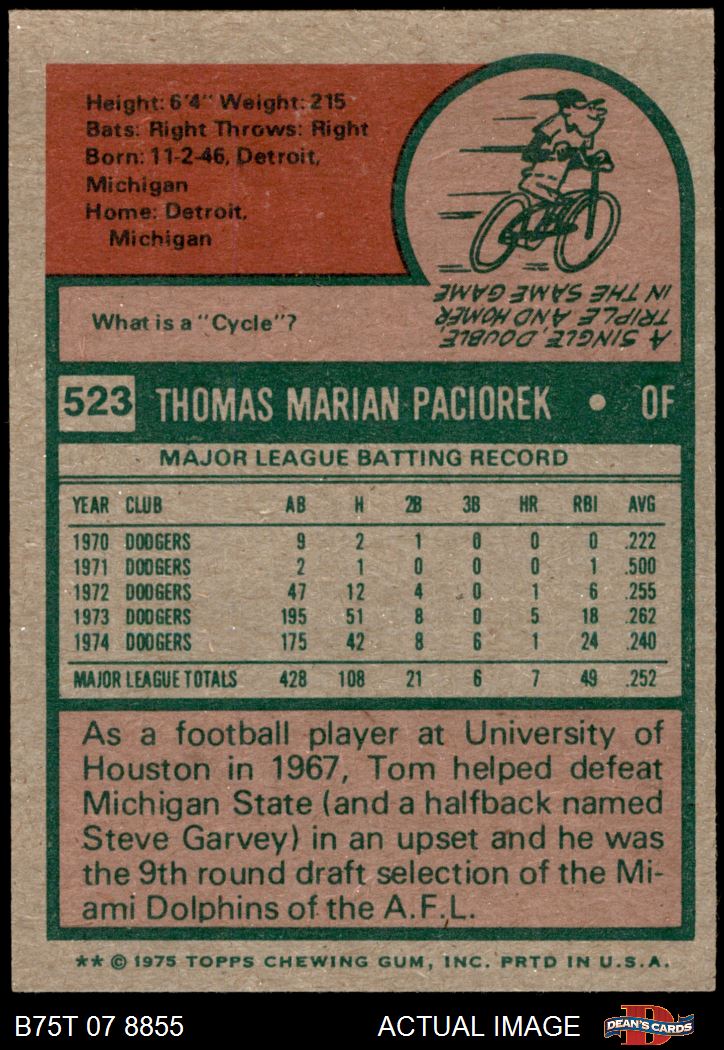 Height: 6'4" Weight: 215
Bats: Right Throws: Right
Born: 11-2-46, Detroit,
Michigan
Home: Detroit,
Michigan
What is a "Cycle"?
A SINGLE, DOUBLE,
TRIPLE AND HOMER
IN THE SAME GAME
523 THOMAS MARIAN PACIOREK • OF
MAJOR LEAGUE BATTING RECORD
YEAR CLUB AB H 2B 3B HR RBI AVG
1970 DODGERS 9 2 1 0 0 0 .222
1971 DODGERS 2 1 0 0 0 1 .500
1972 DODGERS 47 12 4 0 1 6 .255
1973 DODGERS 195 51 8 0 5 18 .262
1974 DODGERS 175 42 8 6 1 24 .240
MAJOR LEAGUE TOTALS 428 108 21 6 7 49 .252
As a football player at University of
Houston in 1967, Tom helped defeat
Michigan State (and a halfback named
Steve Garvey) in an upset and he was
the 9th round draft selection of the Mi-
ami Dolphins of the A.F.L.
** © 1975 TOPPS CHEWING GUM, INC. PRTD IN U.S.A.
B75T 07 8855 ACTUAL IMAGE D DEAN'S CARDS